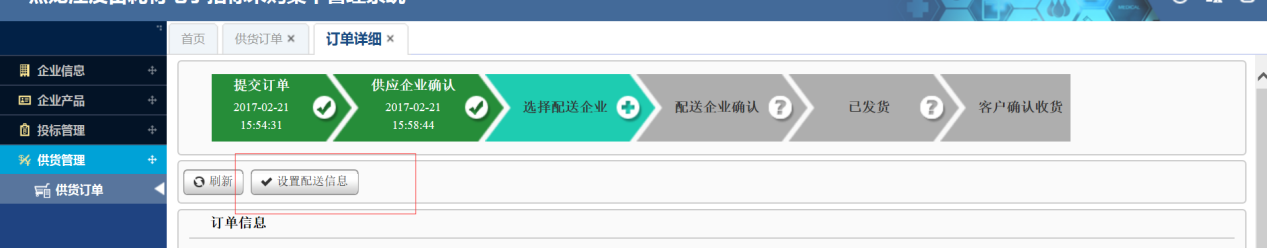 首页
供货订单 ×
订单详细 ×
企业信息
企业产品
投标管理
供货管理
供货订单
提交订单
2017-02-21
15:54:31
供应企业确认
2017-02-21
15:58:44
选择配送企业
配送企业确认 ?
已发货 ?
客户确认收货
刷新
设置配送信息
订单信息